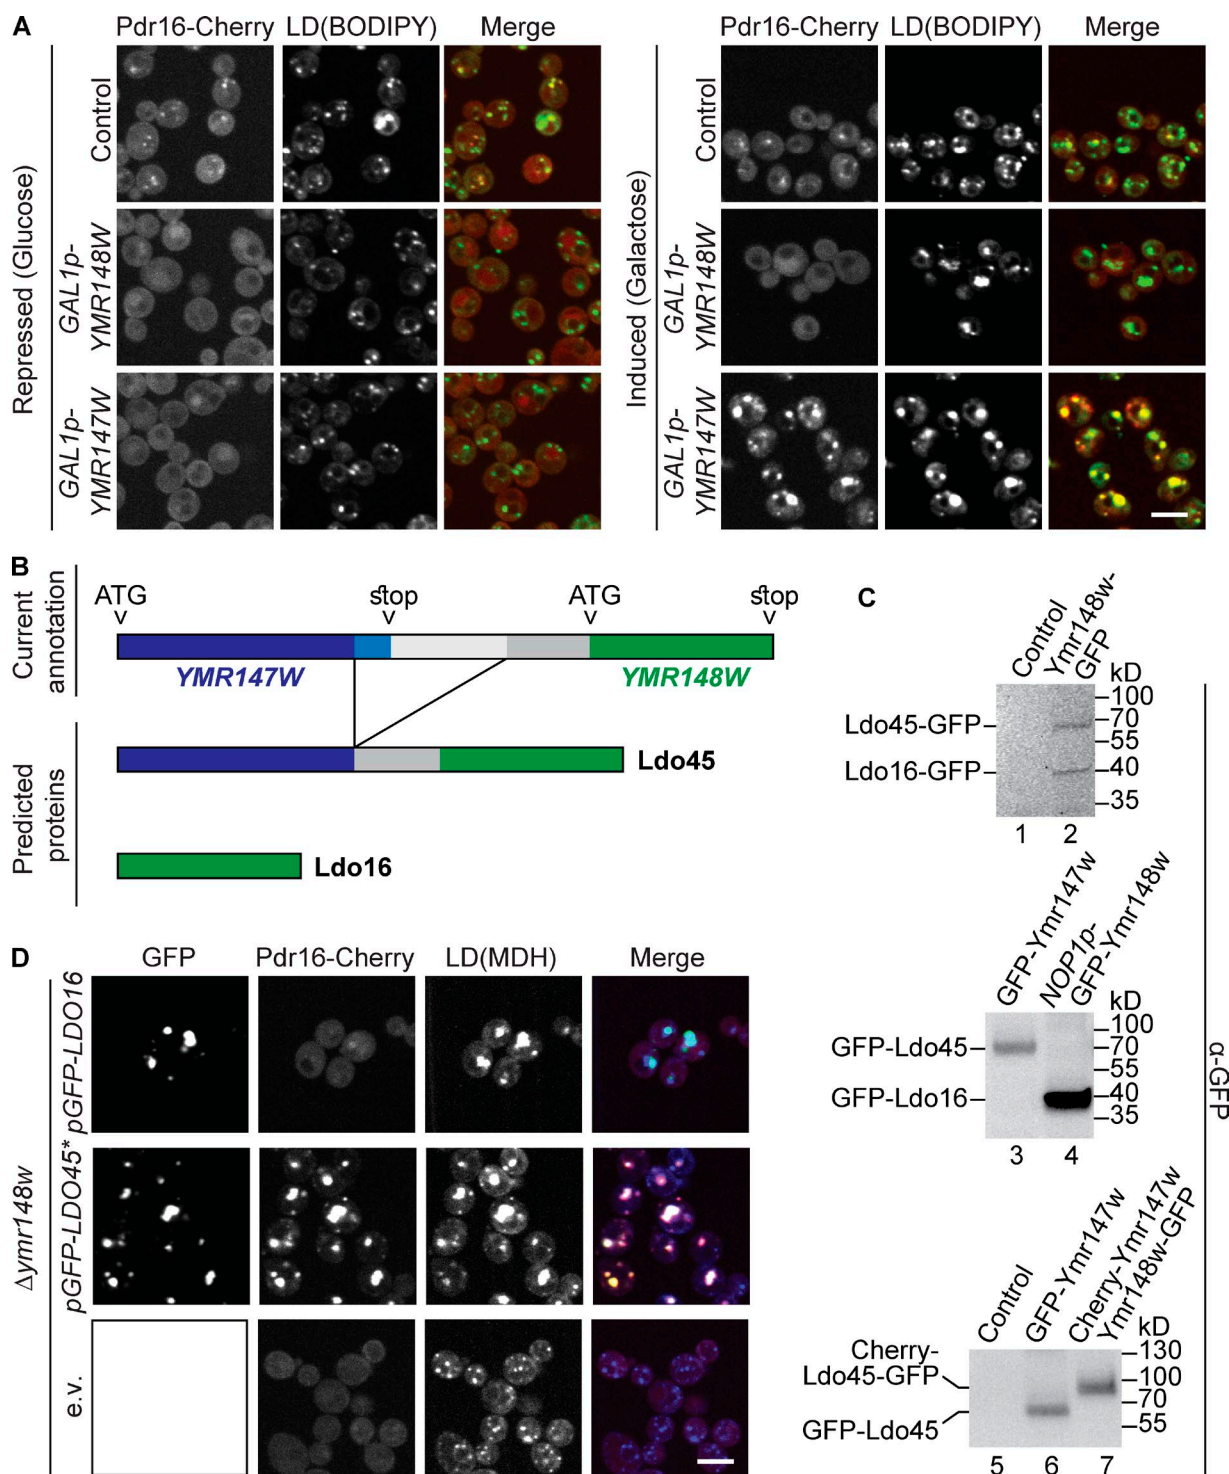 A
Pdr16-Cherry LD(BODIPY) Merge
Pdr16-Cherry LD(BODIPY) Merge
Repressed (Glucose)
Control
GAL1p-
YMR148W
GAL1p-
YMR147W
Induced (Galactose)
Control
GAL1p-
YMR148W
GAL1p-
YMR147W
B
Current
annotation
ATG stop ATG stop
YMR147W YMR148W
Predicted
proteins
Ldo45
Ldo16
C
Control
Ymr148w-
GFP
kD
100
70
55
40
35
Ldo45-GFP
Ldo16-GFP
1 2
GFP-Ymr147w
NOP1p-
GFP-Ymr148w
kD
100
70
55
40
35
GFP-Ldo45
GFP-Ldo16
3 4
α-GFP
Control
GFP-Ymr147w
Cherry-Ymr147w
Ymr148w-GFP
kD
130
100
70
55
Cherry-
Ldo45-GFP
GFP-Ldo45
5 6 7
D
GFP Pdr16-Cherry LD(MDH) Merge
Δymr148w
pGFP-LDO16
pGFP-LDO45*
e.v.